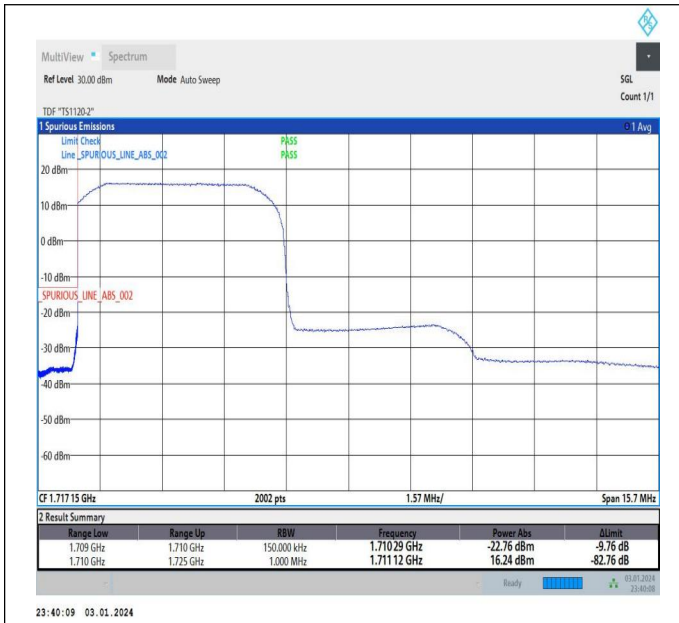 R&S
MultiView Spectrum
Ref Level 30.00 dBm Mode Auto Sweep SGL
Count 1/1
TDF "TS1120-2"
1 Spurious Emissions 1 Avg
Limit Check PASS
Line _SPURIOUS_LINE_ABS_002 PASS
20 dBm
10 dBm
0 dBm
-10 dBm
_SPURIOUS_LINE_ABS_002
-20 dBm
-30 dBm
-40 dBm
-50 dBm
-60 dBm
CF 1.717 15 GHz 2002 pts 1.57 MHz/ Span 15.7 MHz
2 Result Summary
Range Low Range Up RBW Frequency Power Abs ΔLimit
1.709 GHz 1.710 GHz 150.000 kHz 1.71029 GHz -22.76 dBm -9.76 dB
1.710 GHz 1.725 GHz 1.000 MHz 1.71112 GHz 16.24 dBm -82.76 dB
Ready 03.01.2024
23:40:08
23:40:09 03.01.2024